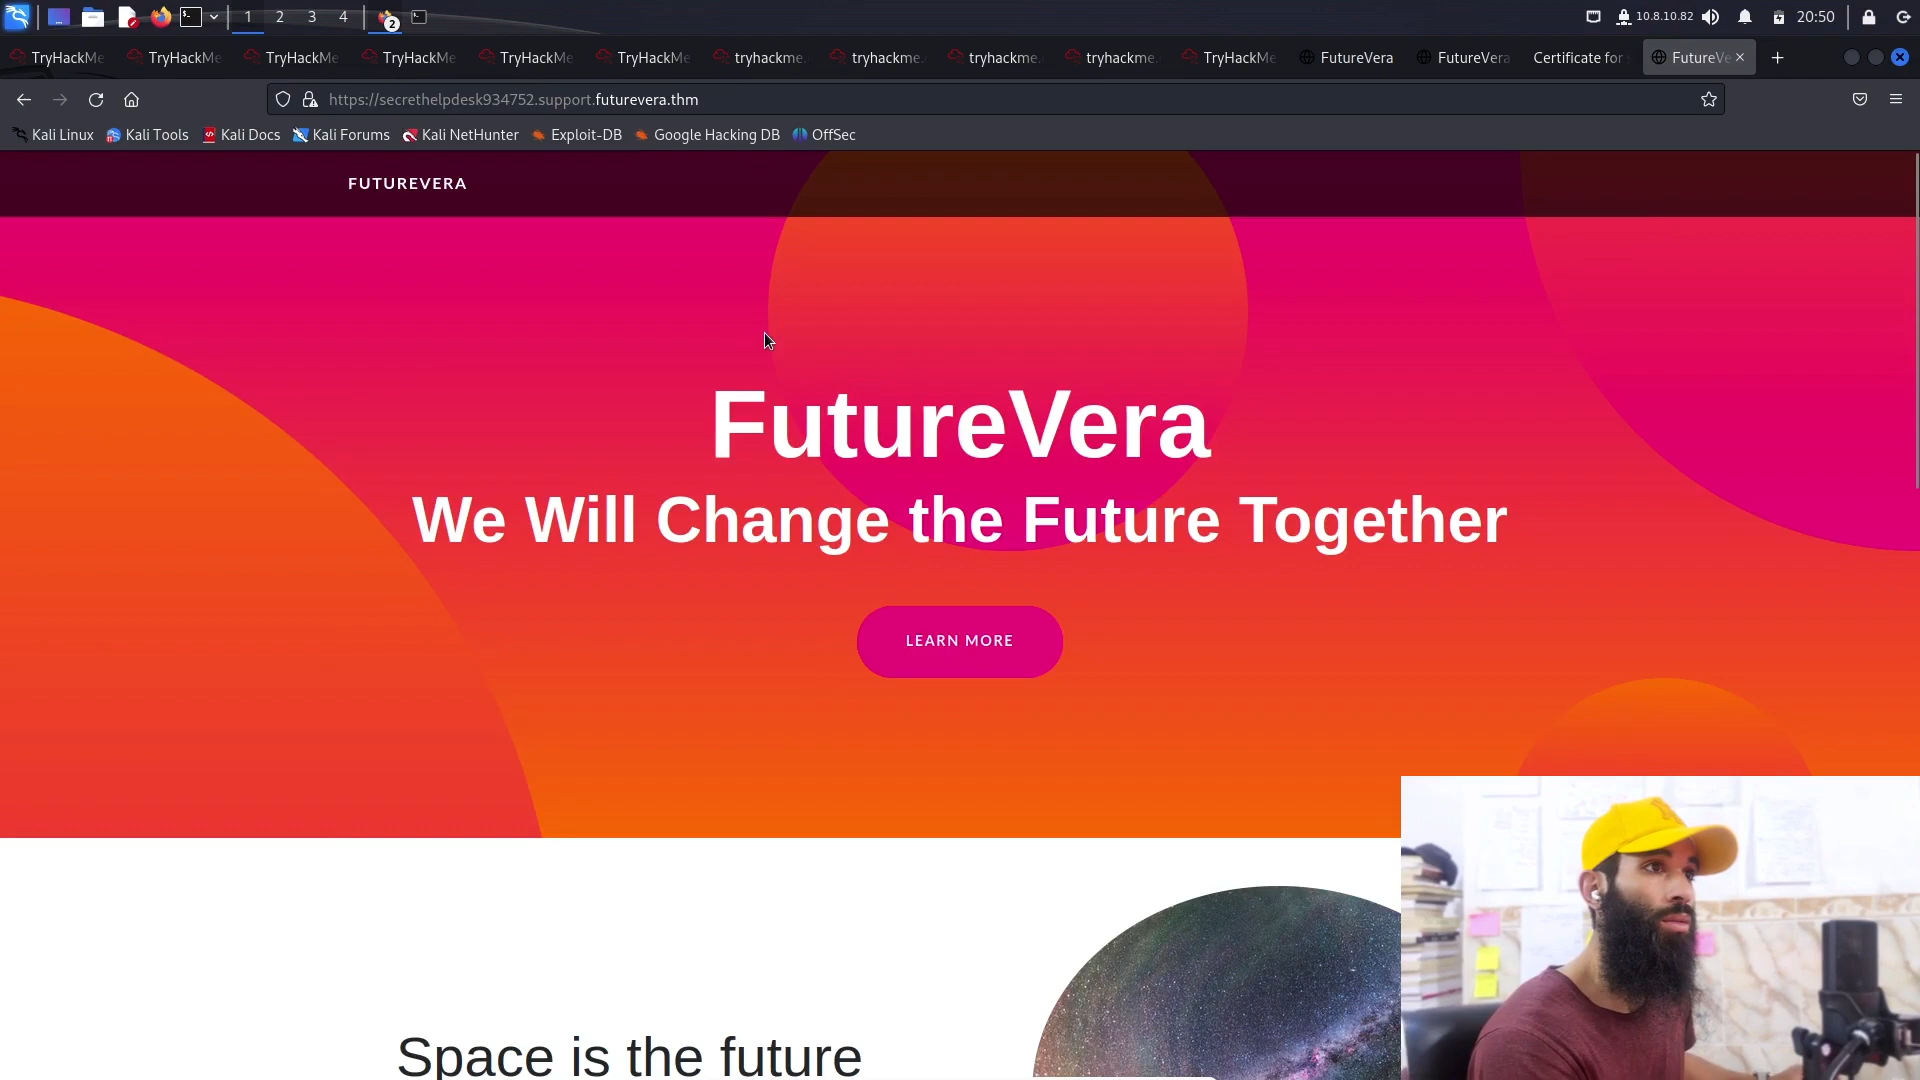 1 2 3 4 2 10.8.10.82 20:50
TryHackMe TryHackMe TryHackMe TryHackMe TryHackMe TryHackMe tryhackme. tryhackme. tryhackme. tryhackme. TryHackMe FutureVera FutureVera Certificate for FutureVe
https://secrethelpdesk934752.support.futurevera.thm
Kali Linux Kali Tools Kali Docs Kali Forums Kali NetHunter Exploit-DB Google Hacking DB OffSec
FUTUREVERA
FutureVera
We Will Change the Future Together
LEARN MORE
Space is the future